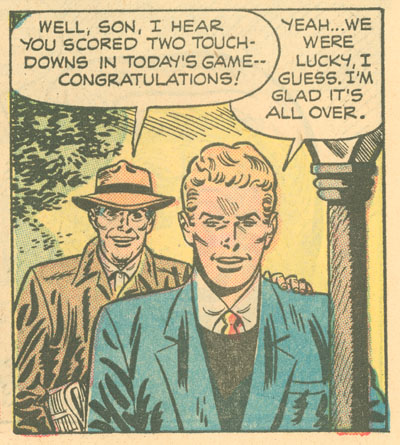 WELL, SON, I HEAR
YOU SCORED TWO TOUCH-
DOWNS IN TODAY'S GAME--
CONGRATULATIONS!
YEAH...WE
WERE
LUCKY, I
GUESS. I'M
GLAD IT'S
ALL OVER.